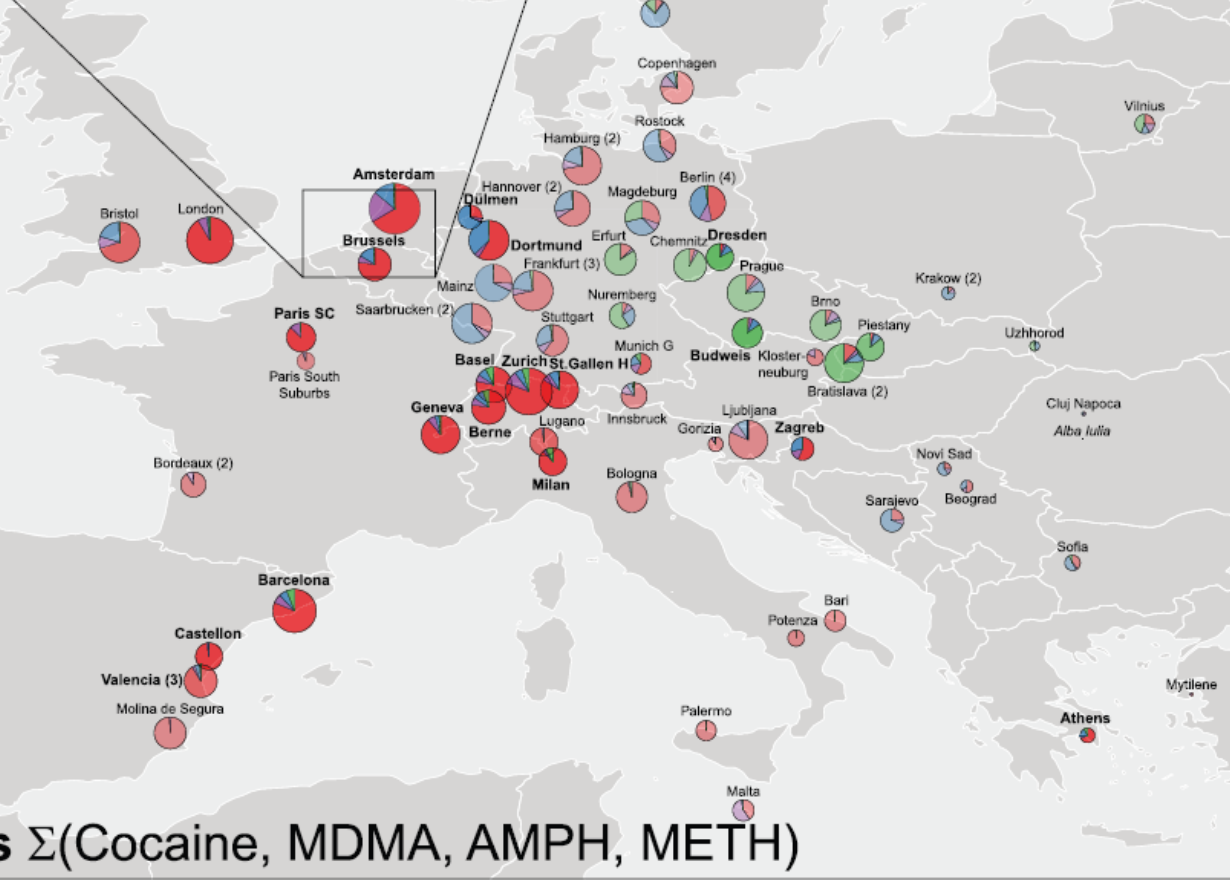 Copenhagen
Vilnius
Rostock
Hamburg (2)
Amsterdam
Hannover (2)
Magdeburg
Berlin (4)
Dülmen
Bristol
London
Brussels
Dortmund
Erfurt
Chemnitz
Dresden
Frankfurt (3)
Prague
Mainz
Krakow (2)
Nuremberg
Brno
Saarbrucken (2)
Paris SC
Stuttgart
Piestany
Uzhhorod
Munich G
Budweis
Kloster-
neuburg
Basel
Zurich
St.Gallen H
Paris South
Suburbs
Bratislava (2)
Geneva
Innsbruck
Ljubljana
Cluj Napoca
Berne
Lugano
Gorizia
Zagreb
Alba Iulia
Bordeaux (2)
Milan
Bologna
Novi Sad
Beograd
Sarajevo
Sofia
Barcelona
Bari
Potenza
Castellon
Valencia (3)
Mytilene
Molina de Segura
Palermo
Athens
Malta
s Σ(Cocaine, MDMA, AMPH, METH)